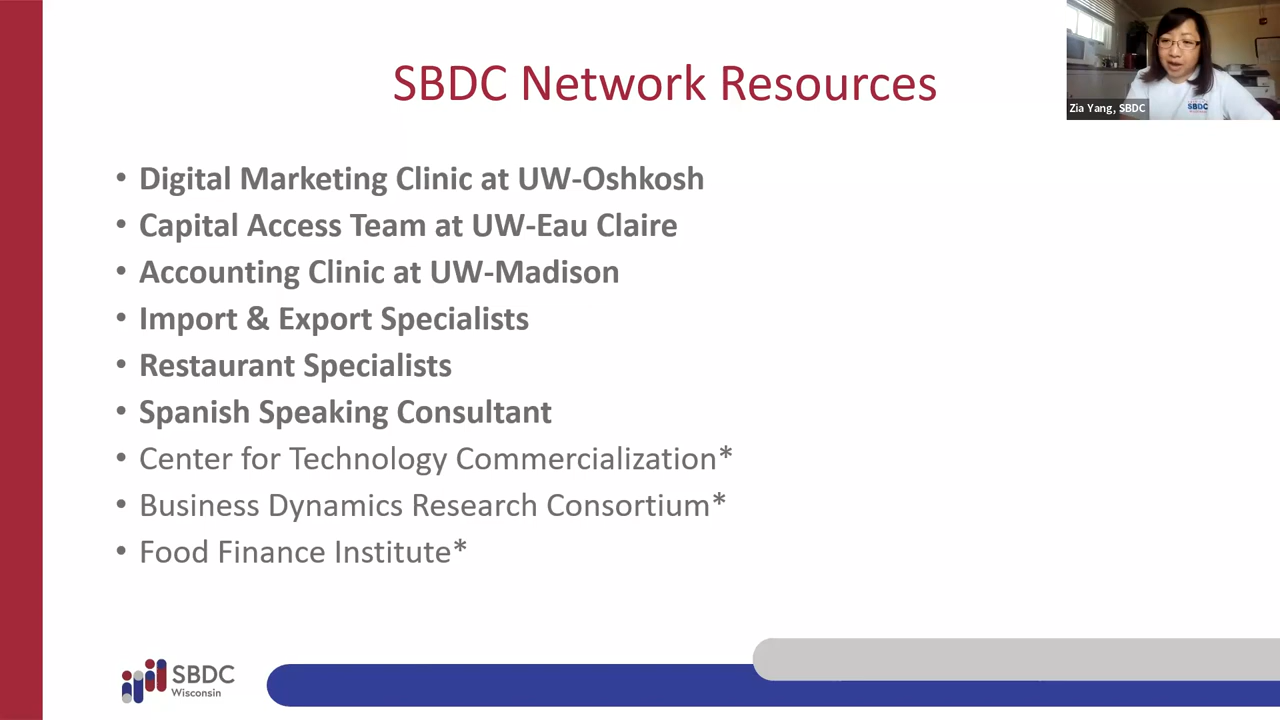 SBDC Network Resources
Zia Yang, SBDC
SBDC
• Digital Marketing Clinic at UW-Oshkosh
• Capital Access Team at UW-Eau Claire
• Accounting Clinic at UW-Madison
• Import & Export Specialists
• Restaurant Specialists
• Spanish Speaking Consultant
• Center for Technology Commercialization*
• Business Dynamics Research Consortium*
• Food Finance Institute*
SBDC
Wisconsin